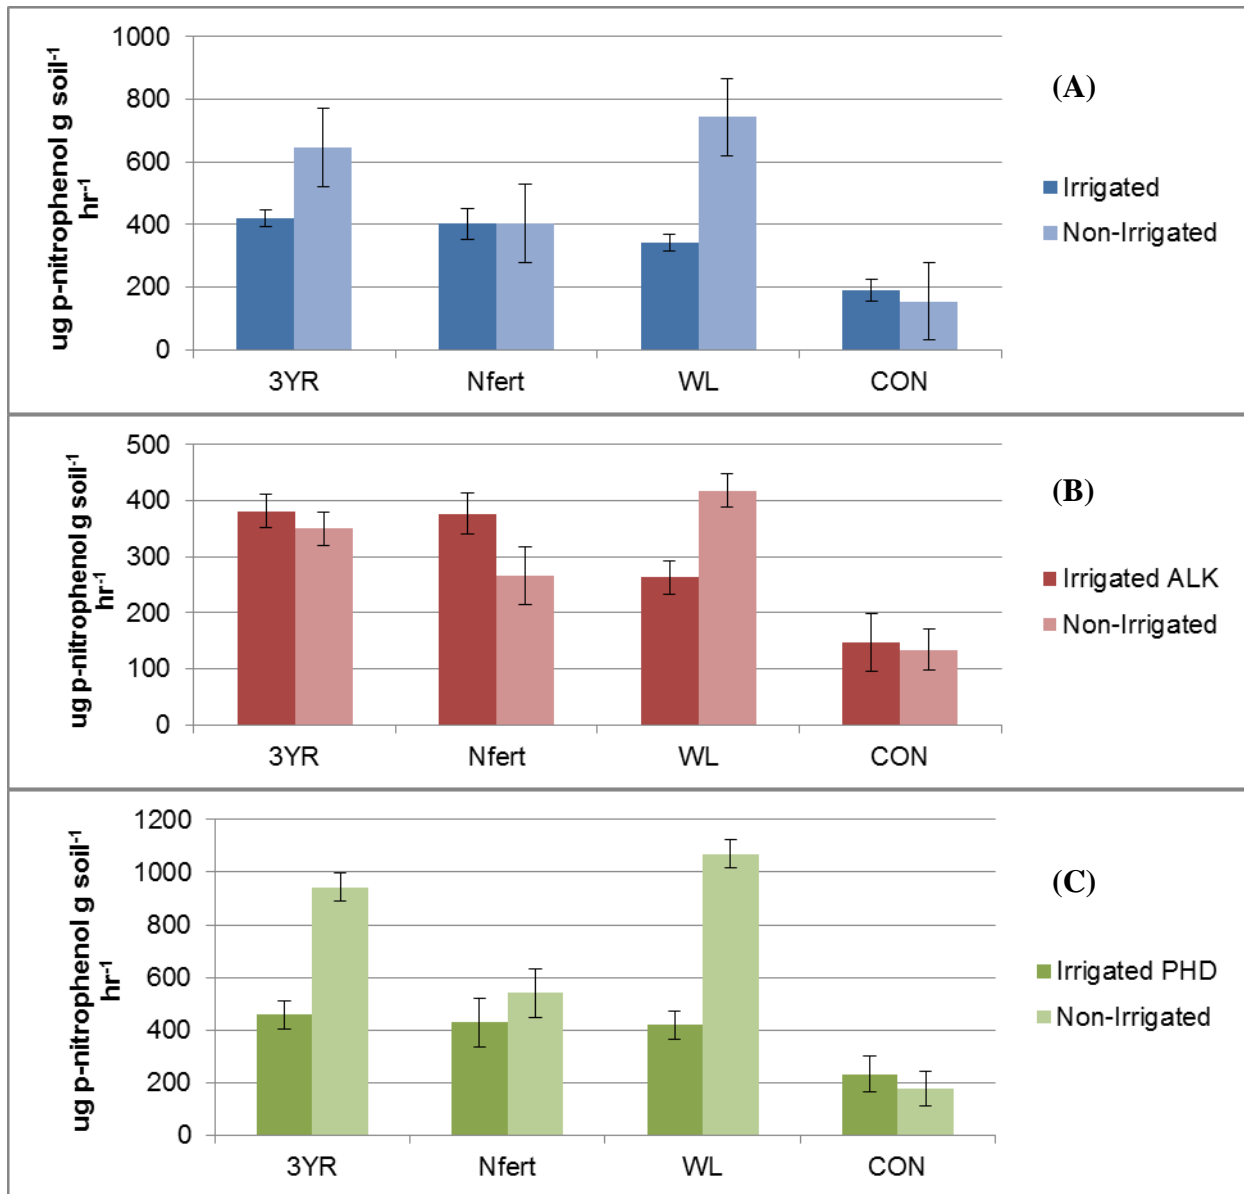 1000
800
600
400
200
0
ug p-nitrophenol g soil-1
hr-1
3YR Nfert WL CON
(A)
Irrigated
Non-Irrigated
500
400
300
200
100
0
ug p-nitrophenol g soil-1
hr-1
3YR Nfert WL CON
(B)
Irrigated ALK
Non-Irrigated
1200
1000
800
600
400
200
0
ug p-nitrophenol g soil-1
hr-1
3YR Nfert WL CON
(C)
Irrigated PHD
Non-Irrigated